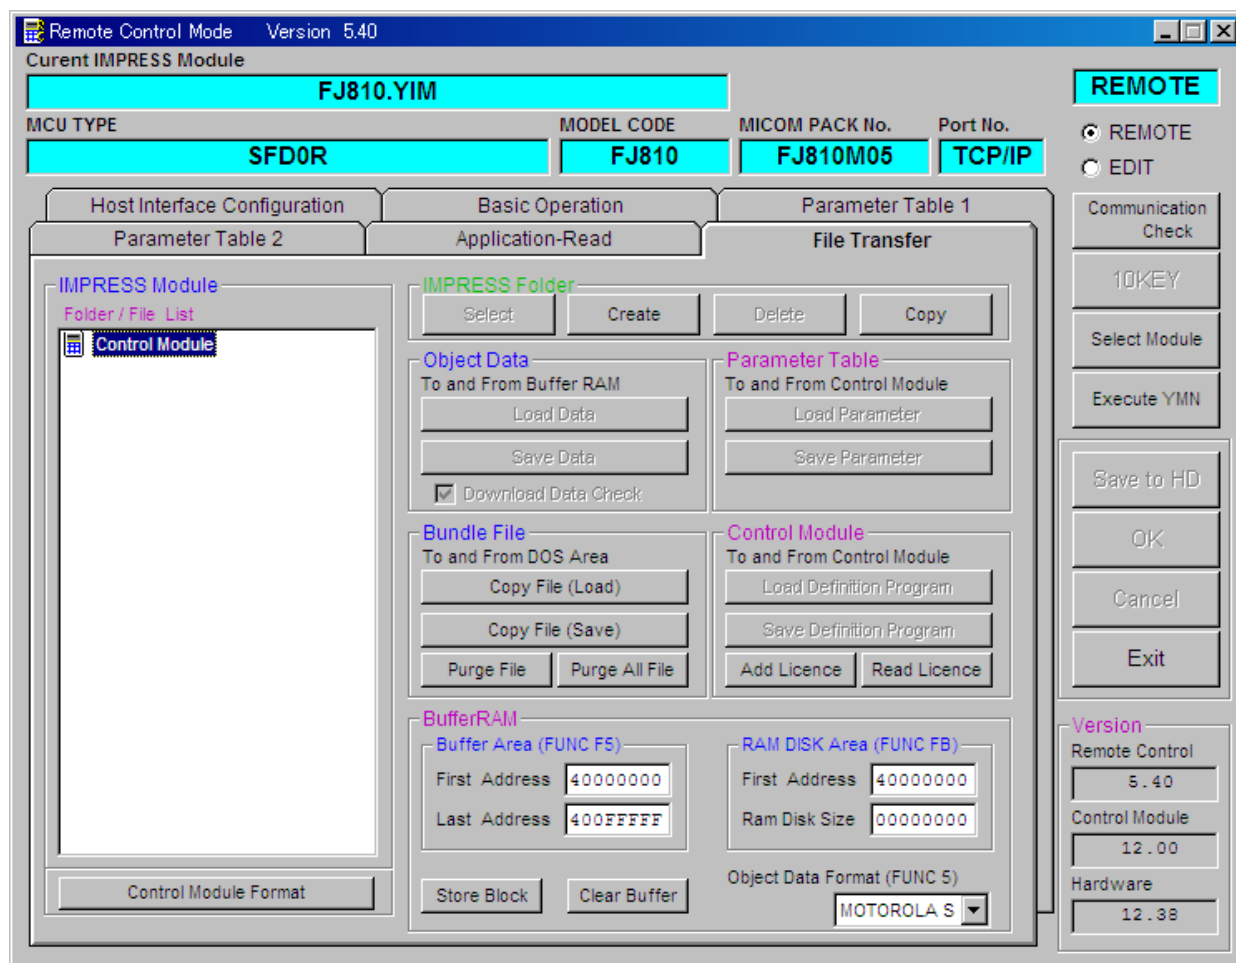 Remote Control Mode Version 5.40
Curent IMPRESS Module
FJ810.YIM
REMOTE
MCU TYPE MODEL CODE MICOM PACK No. Port No.
SFD0R FJ810 FJ810M05 TCP/IP
REMOTE
EDIT
Host Interface Configuration Basic Operation Parameter Table 1
Parameter Table 2 Application-Read File Transfer
IMPRESS Module
Folder / File List
Control Module
Control Module Format
IMPRESS Folder
Select Create Delete Copy
Object Data
To and From Buffer RAM
Load Data
Save Data
Download Data Check
Parameter Table
To and From Control Module
Load Parameter
Save Parameter
Bundle File
To and From DOS Area
Copy File (Load)
Copy File (Save)
Purge File Purge All File
Control Module
To and From Control Module
Load Definition Program
Save Definition Program
Add Licence Read Licence
BufferRAM
Buffer Area (FUNC F5)
First Address 40000000
Last Address 400FFFFF
RAM DISK Area (FUNC FB)
First Address 40000000
Ram Disk Size 00000000
Store Block Clear Buffer
Object Data Format (FUNC 5)
MOTOROLA S
Communication
Check
10KEY
Select Module
Execute YMN
Save to HD
OK
Cancel
Exit
Version
Remote Control
5.40
Control Module
12.00
Hardware
12.38